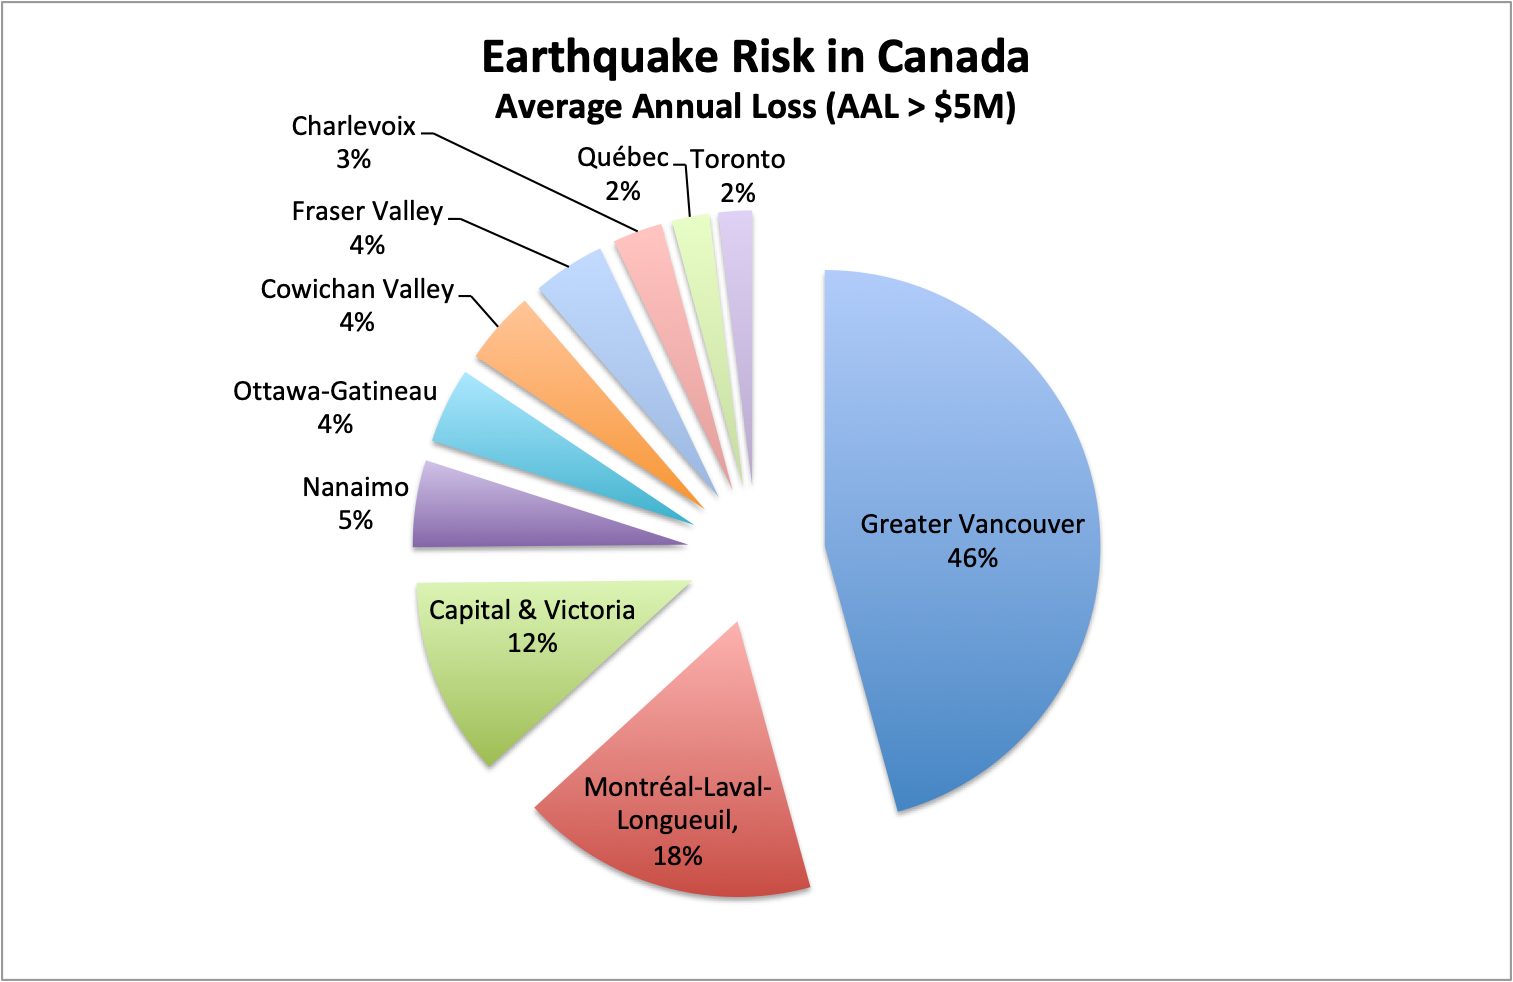 Earthquake Risk in Canada
Average Annual Loss (AAL > $5M)
Charlevoix
3%
Québec
2%
Toronto
2%
Fraser Valley
4%
Cowichan Valley
4%
Ottawa-Gatineau
4%
Nanaimo
5%
Greater Vancouver
46%
Capital & Victoria
12%
Montréal-Laval-
Longueuil,
18%